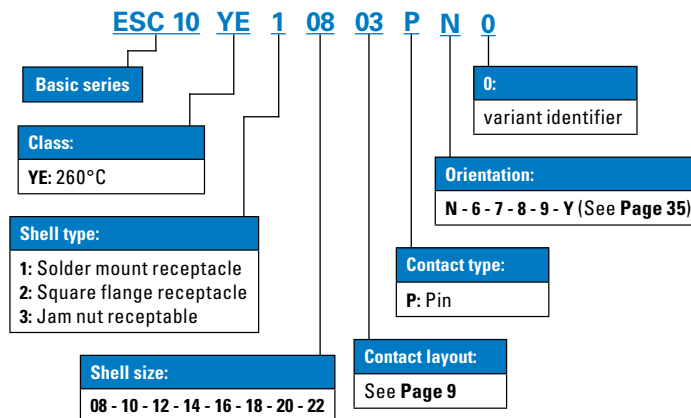 ESC 10 YE 1 08 03 P N 0
Basic series
0:
variant identifier
Class:
YE: 260°C
Orientation:
N - 6 - 7 - 8 - 9 - Y (See Page 35)
Shell type:
1: Solder mount receptacle
2: Square flange receptacle
3: Jam nut receptable
Contact type:
P: Pin
Contact layout:
See Page 9
Shell size:
08 - 10 - 12 - 14 - 16 - 18 - 20 - 22